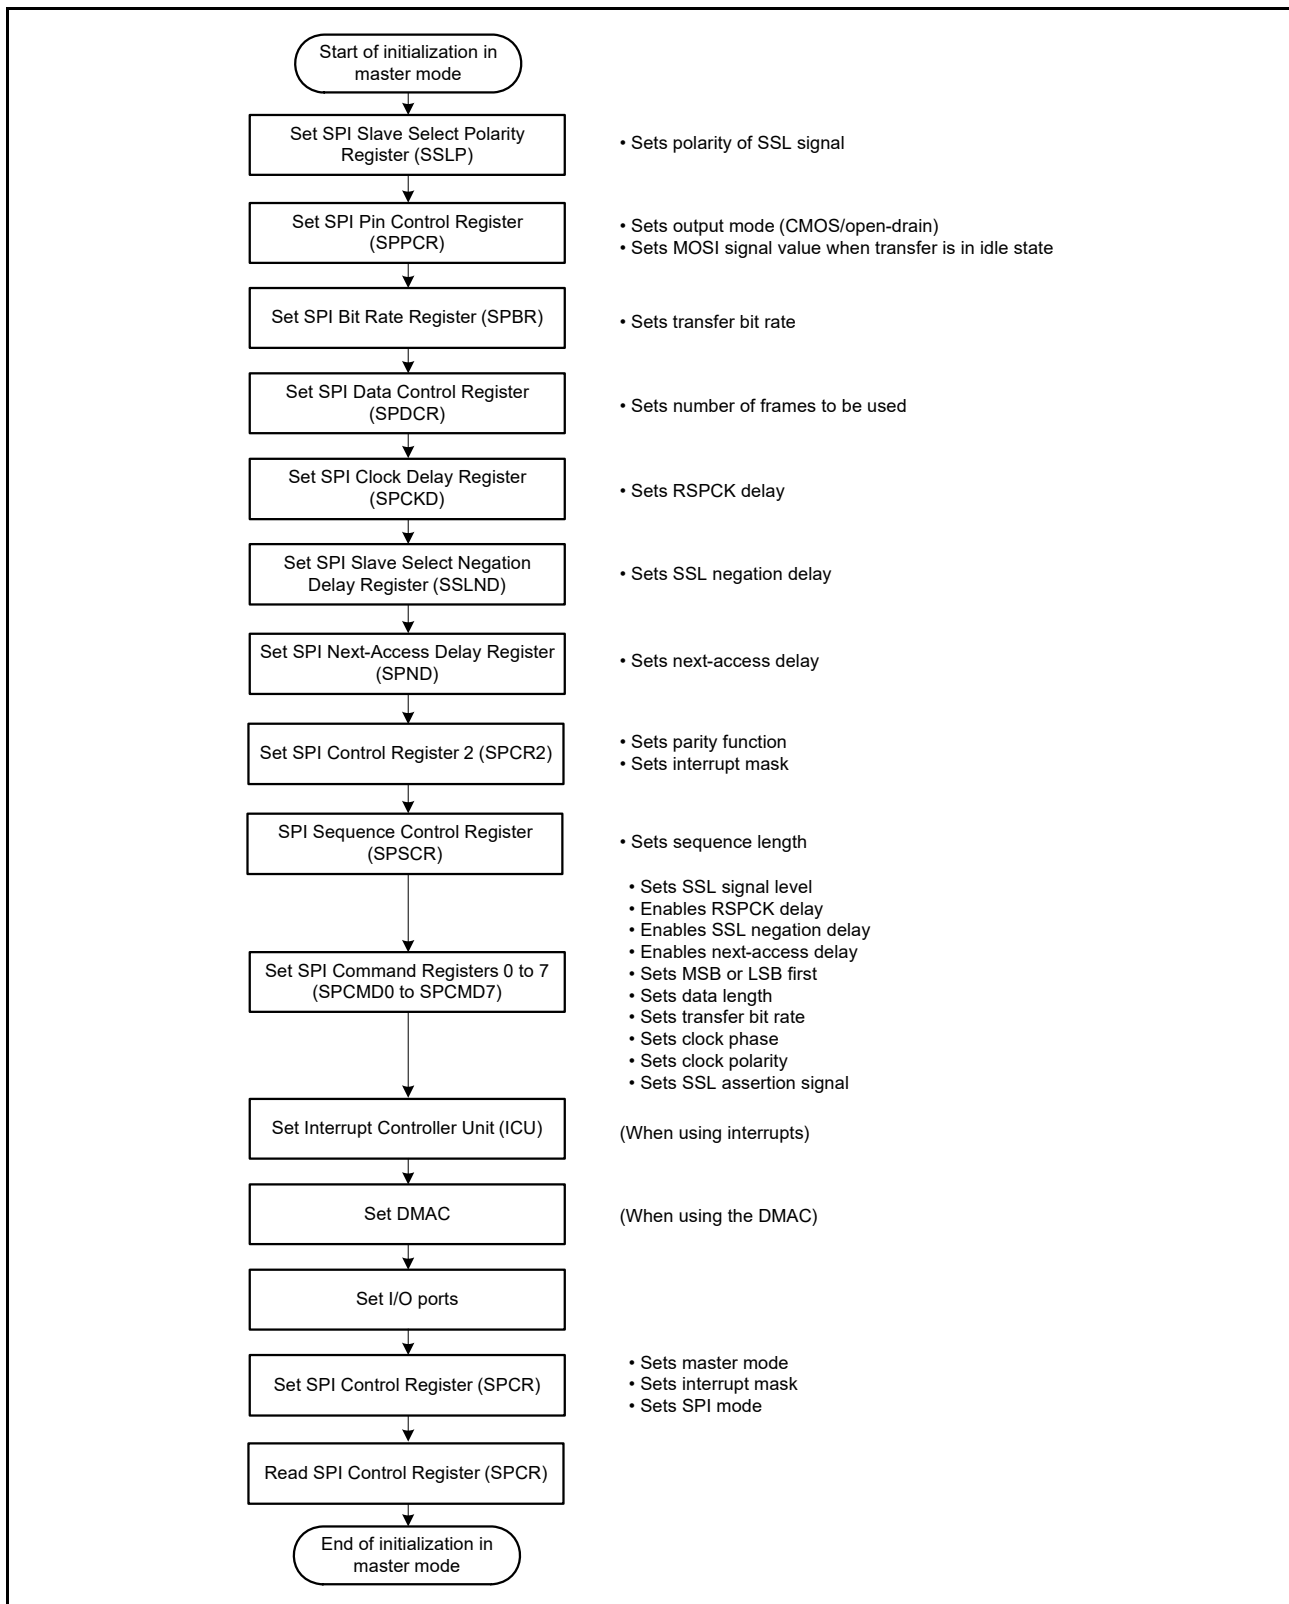 Start of initialization in
master mode
Set SPI Slave Select Polarity
Register (SSLP)
• Sets polarity of SSL signal
Set SPI Pin Control Register
(SPPCR)
• Sets output mode (CMOS/open-drain)
• Sets MOSI signal value when transfer is in idle state
Set SPI Bit Rate Register (SPBR)
• Sets transfer bit rate
Set SPI Data Control Register
(SPDCR)
• Sets number of frames to be used
Set SPI Clock Delay Register
(SPCKD)
• Sets RSPCK delay
Set SPI Slave Select Negation
Delay Register (SSLND)
• Sets SSL negation delay
Set SPI Next-Access Delay Register
(SPND)
• Sets next-access delay
Set SPI Control Register 2 (SPCR2)
• Sets parity function
• Sets interrupt mask
SPI Sequence Control Register
(SPSCR)
• Sets sequence length
Set SPI Command Registers 0 to 7
(SPCMD0 to SPCMD7)
• Sets SSL signal level
• Enables RSPCK delay
• Enables SSL negation delay
• Enables next-access delay
• Sets MSB or LSB first
• Sets data length
• Sets transfer bit rate
• Sets clock phase
• Sets clock polarity
• Sets SSL assertion signal
Set Interrupt Controller Unit (ICU)
(When using interrupts)
Set DMAC
(When using the DMAC)
Set I/O ports
Set SPI Control Register (SPCR)
• Sets master mode
• Sets interrupt mask
• Sets SPI mode
Read SPI Control Register (SPCR)
End of initialization in
master mode